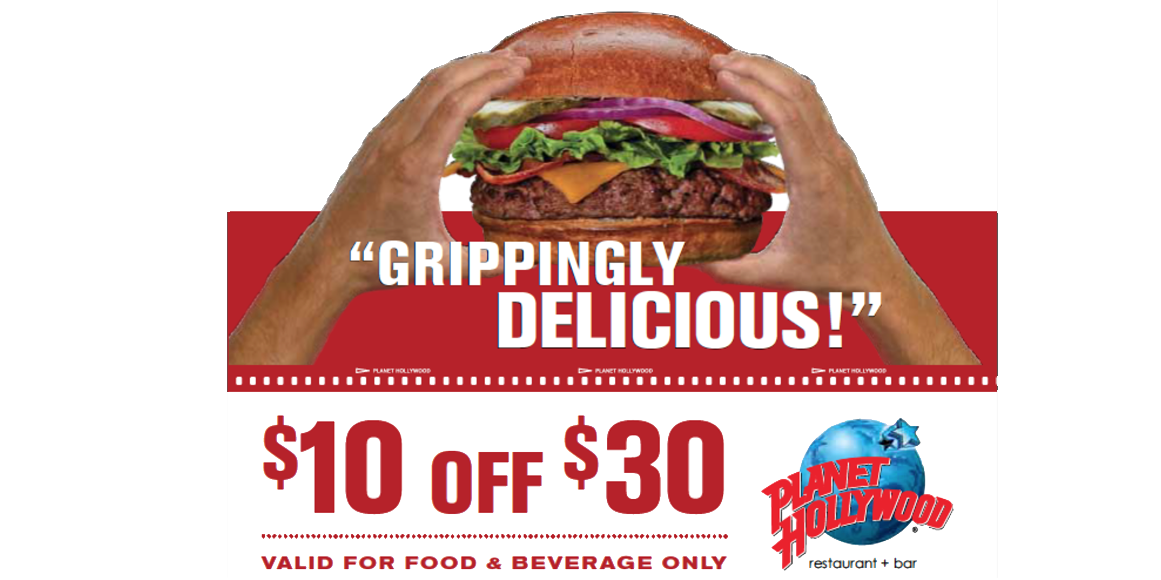 “GRIPPINGLY
DELICIOUS!”
PLANET HOLLYWOOD PLANET HOLLYWOOD PLANET HOLLYWOOD
$10 OFF $30
VALID FOR FOOD & BEVERAGE ONLY
PLANET
HOLLYWOOD®
restaurant + bar